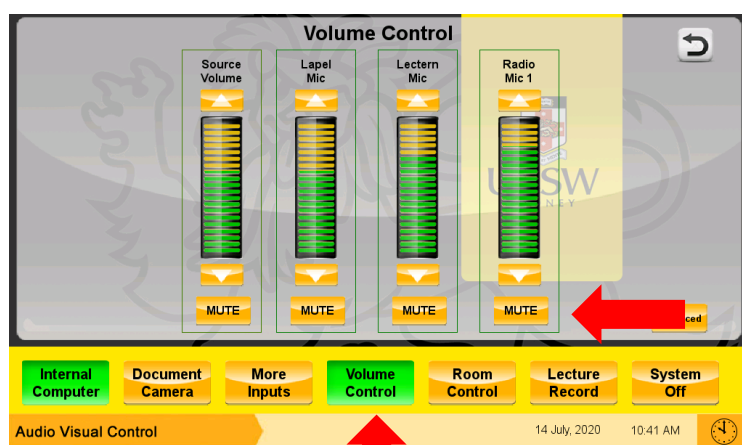 Volume Control
Source
Volume
Lapel
Mic
Lectern
Mic
Radio
Mic 1
SW
MUTE
MUTE
MUTE
MUTE
Internal
Computer
Document
Camera
More
Inputs
Volume
Control
Room
Control
Lecture
Record
System
Off
Audio Visual Control
14 July, 2020
10:41 AM